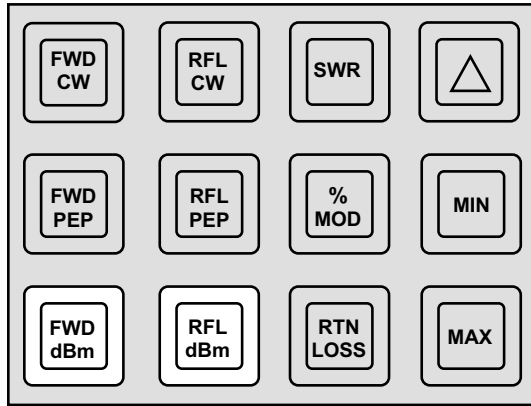 FWD
CW
RFL
CW
SWR
FWD
PEP
RFL
PEP
%
MOD
MIN
FWD
dBm
RFL
dBm
RTN
LOSS
MAX